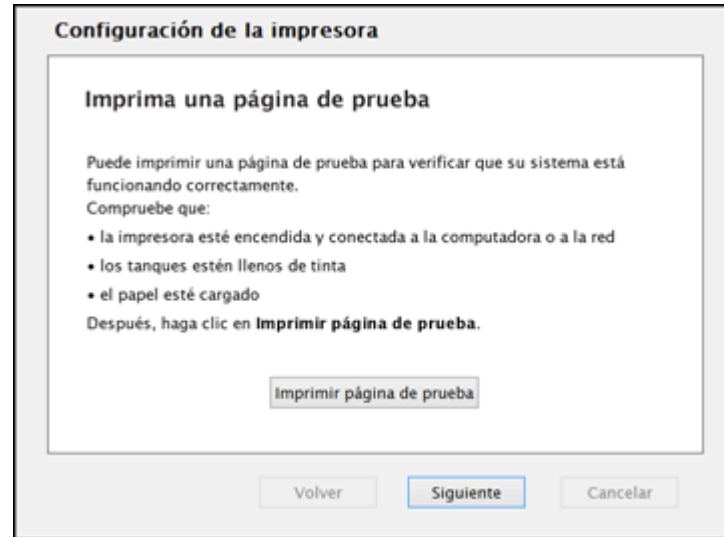 Configuración de la impresora
Imprima una página de prueba
Puede imprimir una página de prueba para verificar que su sistema está
funcionando correctamente.
Compruebe que:
• la impresora esté encendida y conectada a la computadora o a la red
• los tanques estén llenos de tinta
• el papel esté cargado
Después, haga clic en Imprimir página de prueba.
Imprimir página de prueba
Volver Siguiente Cancelar